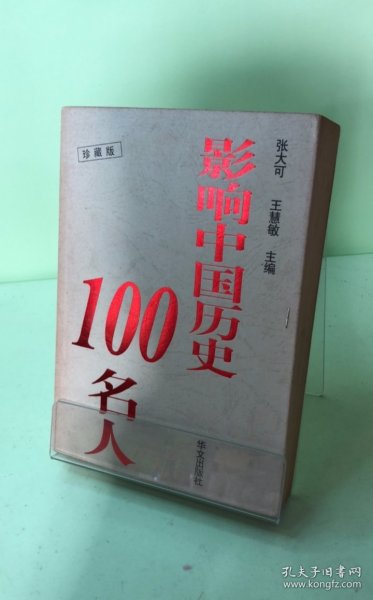 珍藏版
张大可 王慧敏 主编
影响中国历史
100
名人
华文出版社
孔夫子旧书网
www.kongfz.com